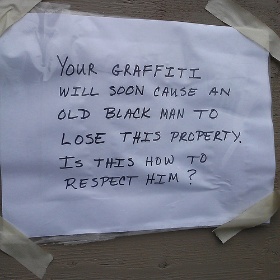 YOUR GRAFFITI
WILL SOON CAUSE AN
OLD BLACK MAN TO
LOSE THIS PROPERTY.
IS THIS HOW TO
RESPECT HIM?